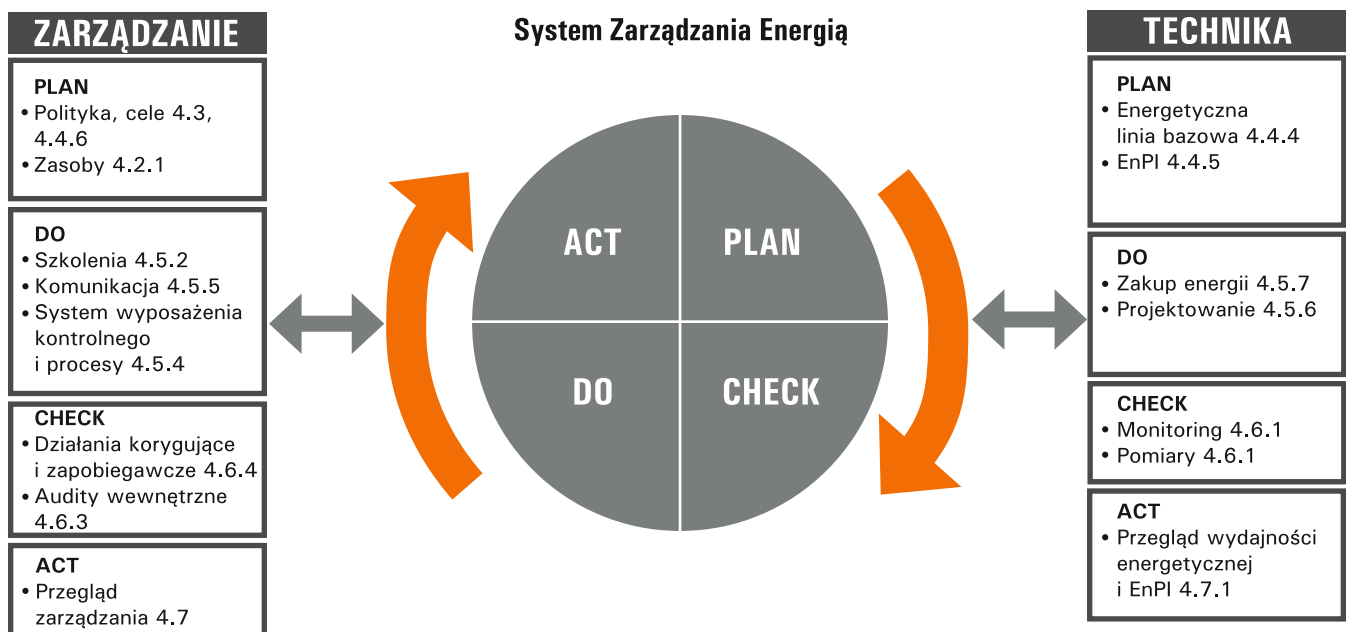 ZARZĄDZANIE
PLAN
• Polityka, cele 4.3,
4.4.6
• Zasoby 4.2.1
DO
• Szkolenia 4.5.2
• Komunikacja 4.5.5
• System wyposażenia
kontrolnego
i procesy 4.5.4
CHECK
• Działania korygujące
i zapobiegawcze 4.6.4
• Audity wewnętrzne
4.6.3
ACT
• Przegląd
zarządzania 4.7
System Zarządzania Energią
ACT
PLAN
DO
CHECK
TECHNIKA
PLAN
• Energetyczna
linia bazowa 4.4.4
• EnPI 4.4.5
DO
• Zakup energii 4.5.7
• Projektowanie 4.5.6
CHECK
• Monitoring 4.6.1
• Pomiary 4.6.1
ACT
• Przegląd wydajności
energetycznej
i EnPI 4.7.1